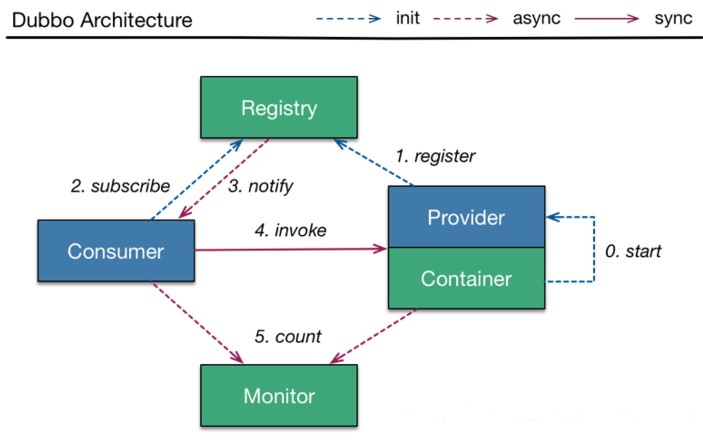 Dubbo Architecture
init
async
sync
Registry
1. register
2. subscribe
3. notify
Provider
4. invoke
Consumer
0. start
Container
5. count
Monitor